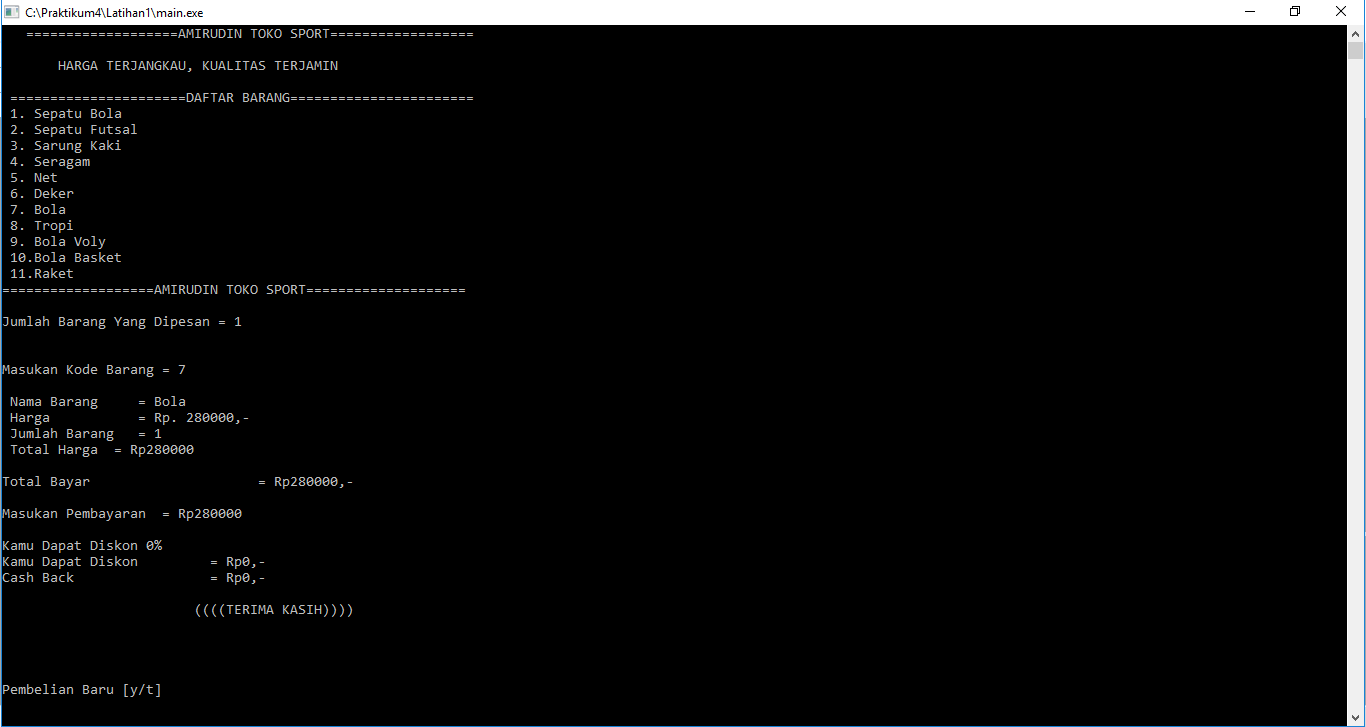 C:\Praktikum4\Latihan1\main.exe
===================AMIRUDIN TOKO SPORT==================
HARGA TERJANGKAU, KUALITAS TERJAMIN
======================DAFTAR BARANG=======================
1. Sepatu Bola
2. Sepatu Futsal
3. Sarung Kaki
4. Seragam
5. Net
6. Deker
7. Bola
8. Tropi
9. Bola Voly
10.Bola Basket
11.Raket
===================AMIRUDIN TOKO SPORT====================
Jumlah Barang Yang Dipesan = 1
Masukan Kode Barang = 7
Nama Barang     = Bola
Harga           = Rp. 280000,-
Jumlah Barang   = 1
Total Harga  = Rp280000
Total Bayar                     = Rp280000,-
Masukan Pembayaran  = Rp280000
Kamu Dapat Diskon 0%
Kamu Dapat Diskon         = Rp0,-
Cash Back                 = Rp0,-
((((TERIMA KASIH))))
Pembelian Baru [y/t]